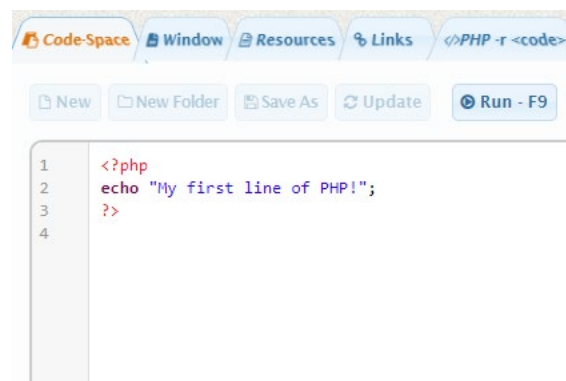 Code-Space Window Resources Links </>PHP -r <code>
New New Folder Save As Update Run - F9
1 <?php
2 echo "My first line of PHP!";
3 ?>
4